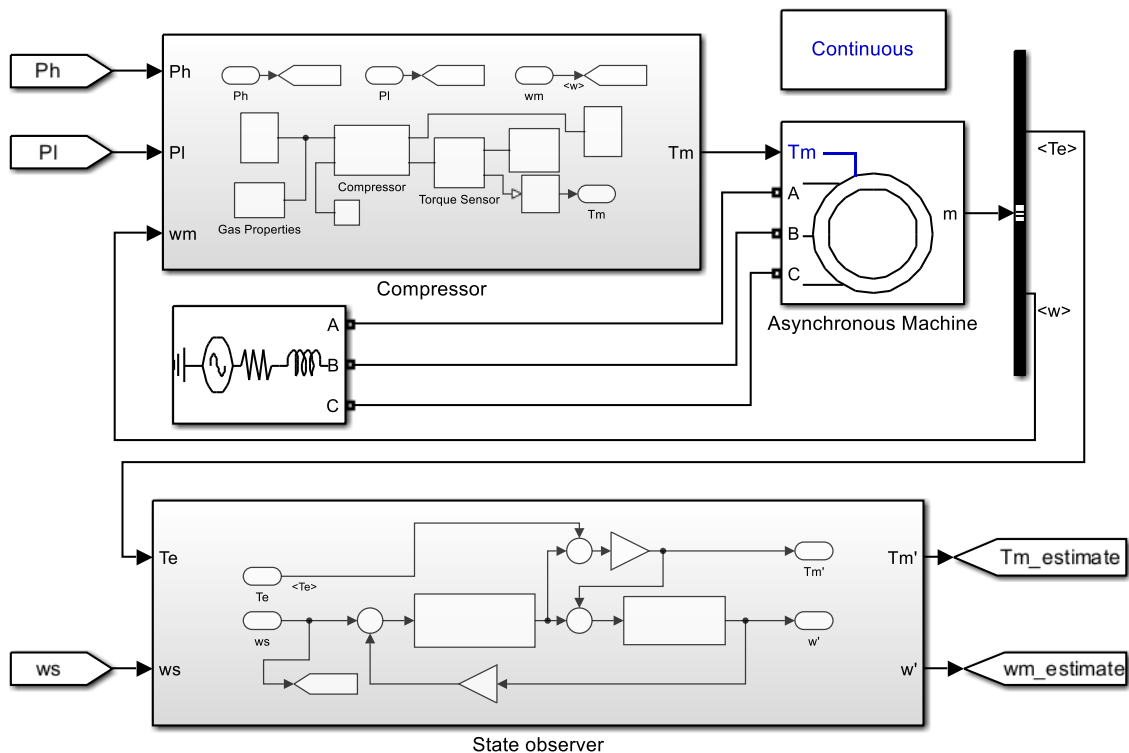 Continuous
Ph
Ph
Ph
Pl
wm
<w>
Pl
Pl
Compressor
Torque Sensor
Tm
Gas Properties
wm
Tm
Compressor
Tm
A
B
C
m
Asynchronous Machine
<Te>
<w>
A
B
C
Te
Te
<Te>
ws
Tm'
w'
Tm'
Tm_estimate
ws
ws
w'
wm_estimate
State observer